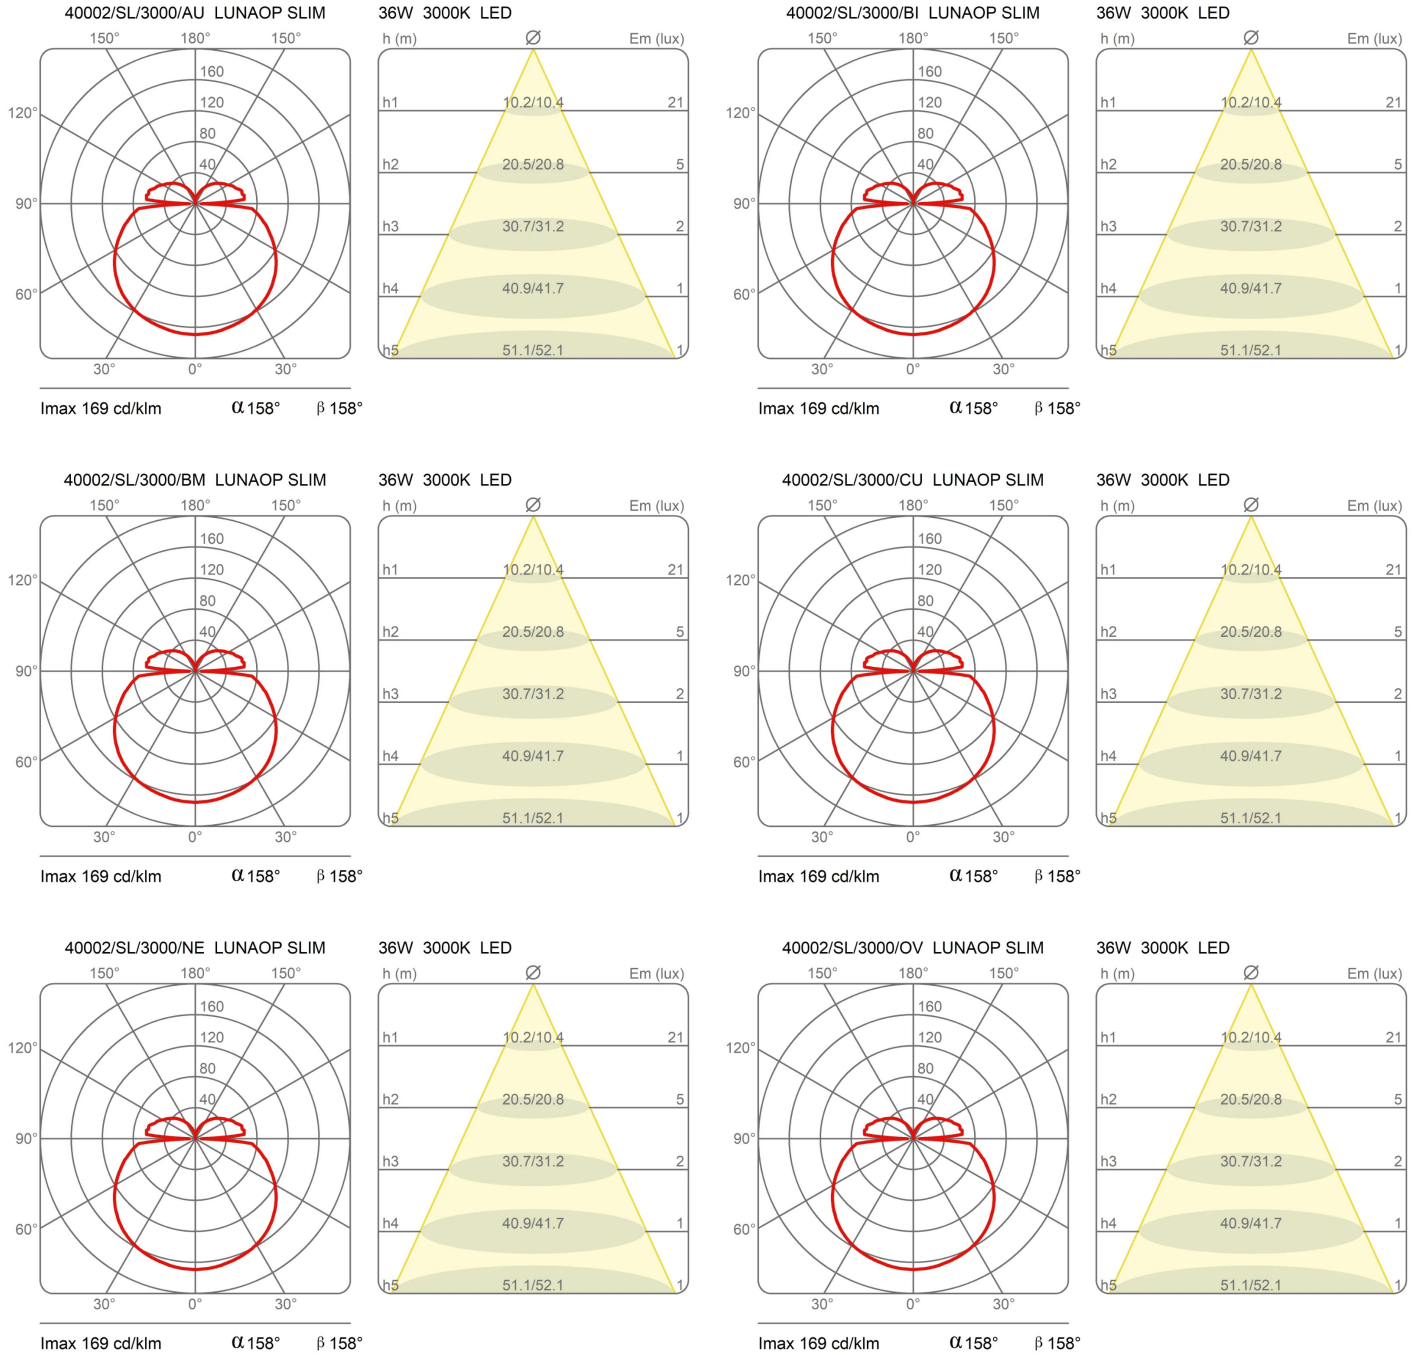 40002/SL/3000/AU LUNAOP SLIM 36W 3000K LED
150° 180° 150° h (m) Ø Em (lux)
160
120° 120 h1 10.2/10.4 21
80
40 h2 20.5/20.8 5
90° h3 30.7/31.2 2
60° h4 40.9/41.7 1
h5 51.1/52.1 1
30° 0° 30°
Imax 169 cd/klm α 158° β 158°
40002/SL/3000/BI LUNAOP SLIM 36W 3000K LED
150° 180° 150° h (m) Ø Em (lux)
160
120° 120 h1 10.2/10.4 21
80
40 h2 20.5/20.8 5
90° h3 30.7/31.2 2
60° h4 40.9/41.7 1
h5 51.1/52.1 1
30° 0° 30°
Imax 169 cd/klm α 158° β 158°
40002/SL/3000/BM LUNAOP SLIM 36W 3000K LED
150° 180° 150° h (m) Ø Em (lux)
160
120° 120 h1 10.2/10.4 21
80
40 h2 20.5/20.8 5
90° h3 30.7/31.2 2
60° h4 40.9/41.7 1
h5 51.1/52.1 1
30° 0° 30°
Imax 169 cd/klm α 158° β 158°
40002/SL/3000/CU LUNAOP SLIM 36W 3000K LED
150° 180° 150° h (m) Ø Em (lux)
160
120° 120 h1 10.2/10.4 21
80
40 h2 20.5/20.8 5
90° h3 30.7/31.2 2
60° h4 40.9/41.7 1
h5 51.1/52.1 1
30° 0° 30°
Imax 169 cd/klm α 158° β 158°
40002/SL/3000/NE LUNAOP SLIM 36W 3000K LED
150° 180° 150° h (m) Ø Em (lux)
160
120° 120 h1 10.2/10.4 21
80
40 h2 20.5/20.8 5
90° h3 30.7/31.2 2
60° h4 40.9/41.7 1
h5 51.1/52.1 1
30° 0° 30°
Imax 169 cd/klm α 158° β 158°
40002/SL/3000/OV LUNAOP SLIM 36W 3000K LED
150° 180° 150° h (m) Ø Em (lux)
160
120° 120 h1 10.2/10.4 21
80
40 h2 20.5/20.8 5
90° h3 30.7/31.2 2
60° h4 40.9/41.7 1
h5 51.1/52.1 1
30° 0° 30°
Imax 169 cd/klm α 158° β 158°